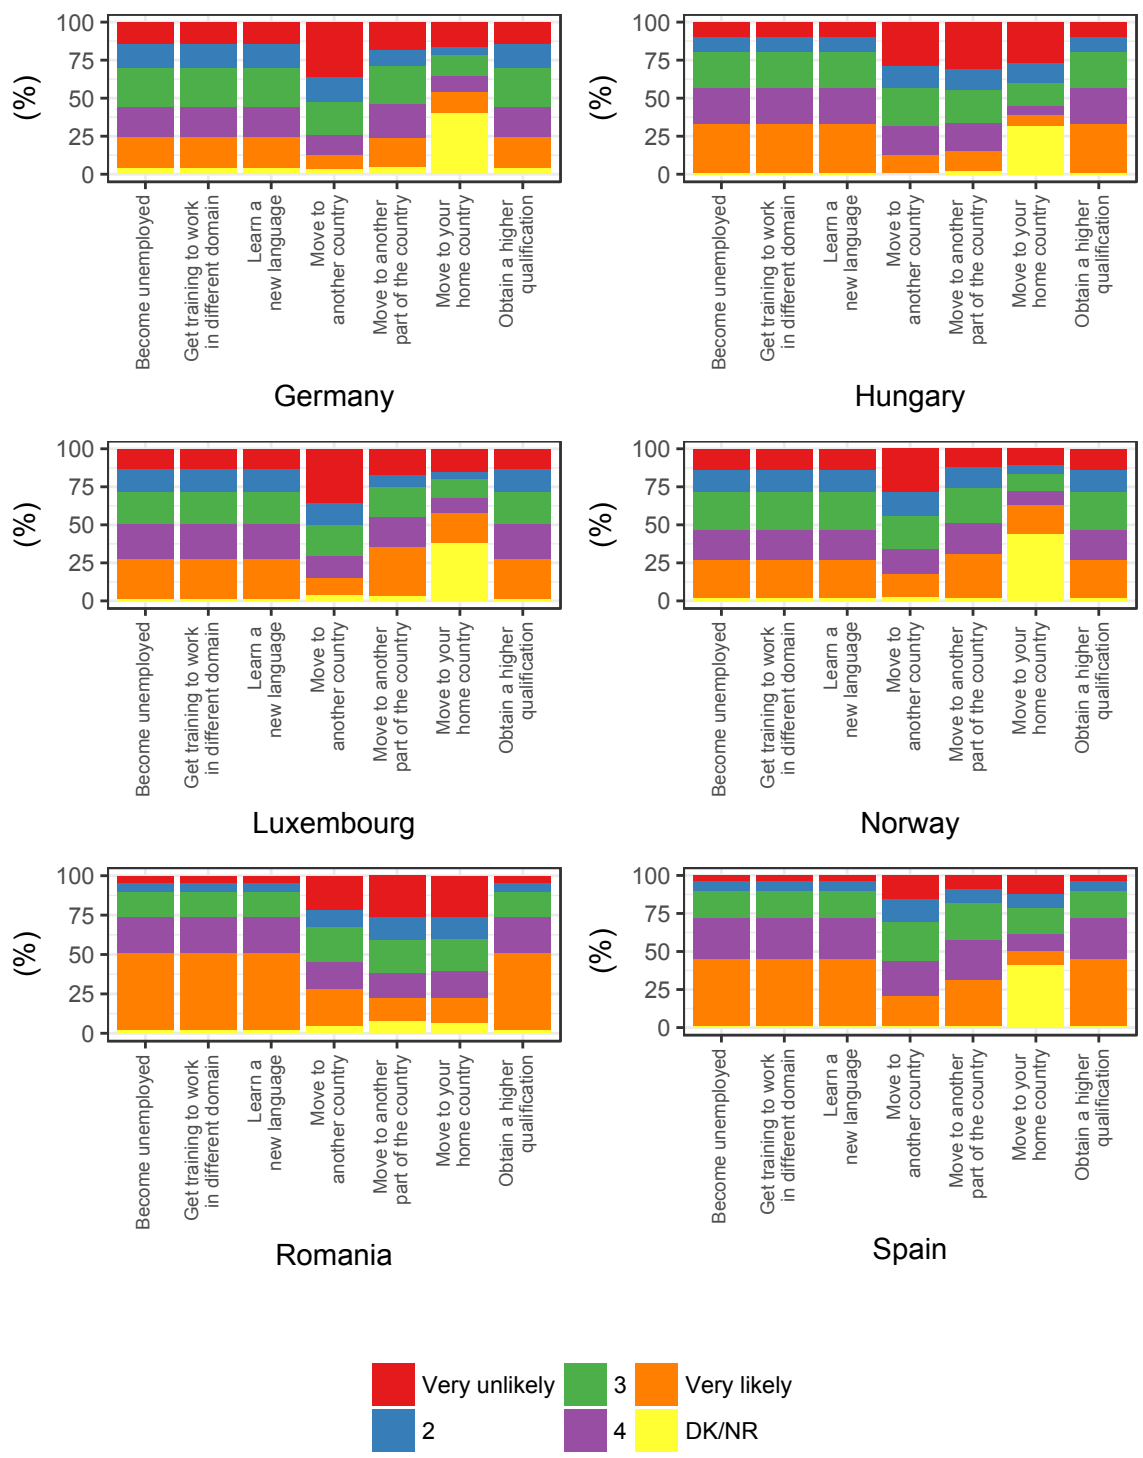 100
75
50
25
0
(%)
Become unemployed
Get training to work
in different domain
Learn a
new language
Move to
another country
Move to another
part of the country
Move to your
home country
Obtain a higher
qualification
Germany
100
75
50
25
0
(%)
Become unemployed
Get training to work
in different domain
Learn a
new language
Move to
another country
Move to another
part of the country
Move to your
home country
Obtain a higher
qualification
Hungary
100
75
50
25
0
(%)
Become unemployed
Get training to work
in different domain
Learn a
new language
Move to
another country
Move to another
part of the country
Move to your
home country
Obtain a higher
qualification
Luxembourg
100
75
50
25
0
(%)
Become unemployed
Get training to work
in different domain
Learn a
new language
Move to
another country
Move to another
part of the country
Move to your
home country
Obtain a higher
qualification
Norway
100
75
50
25
0
(%)
Become unemployed
Get training to work
in different domain
Learn a
new language
Move to
another country
Move to another
part of the country
Move to your
home country
Obtain a higher
qualification
Romania
100
75
50
25
0
(%)
Become unemployed
Get training to work
in different domain
Learn a
new language
Move to
another country
Move to another
part of the country
Move to your
home country
Obtain a higher
qualification
Spain
Very unlikely
2
3
4
Very likely
DK/NR